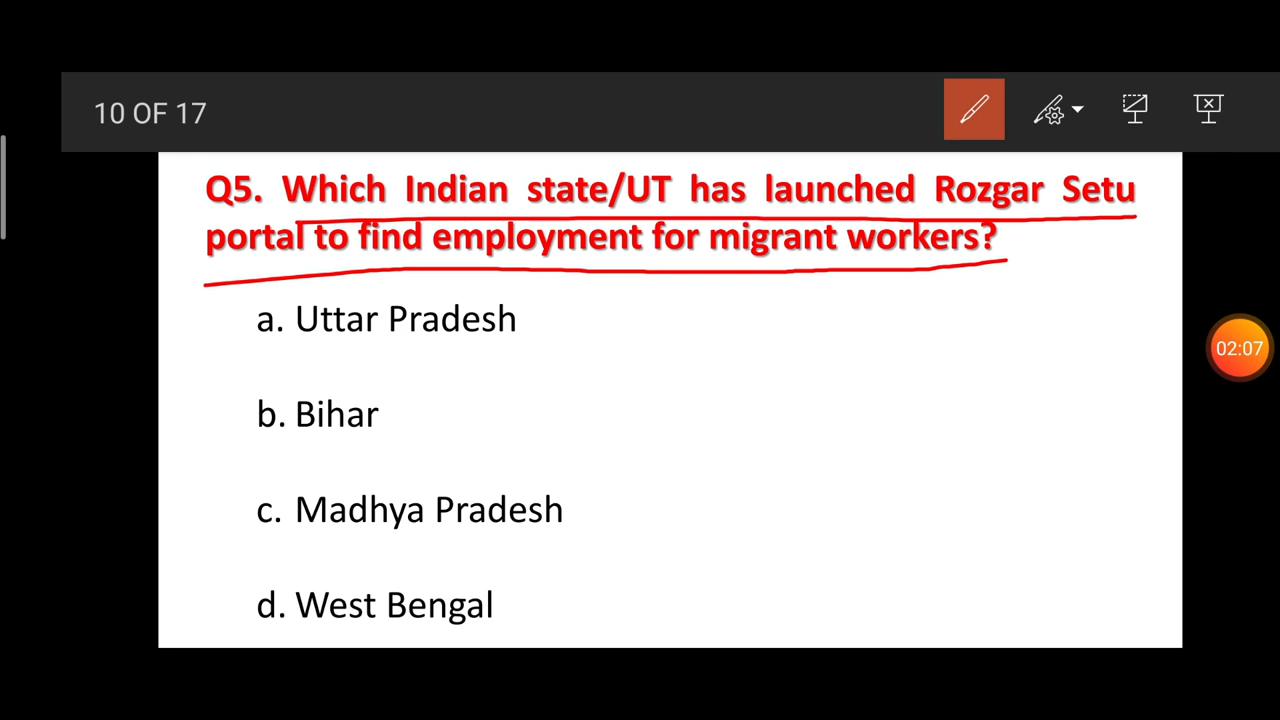 10 OF 17
Q5. Which Indian state/UT has launched Rozgar Setu
portal to find employment for migrant workers?
a. Uttar Pradesh
02:07
b. Bihar
c. Madhya Pradesh
d. West Bengal